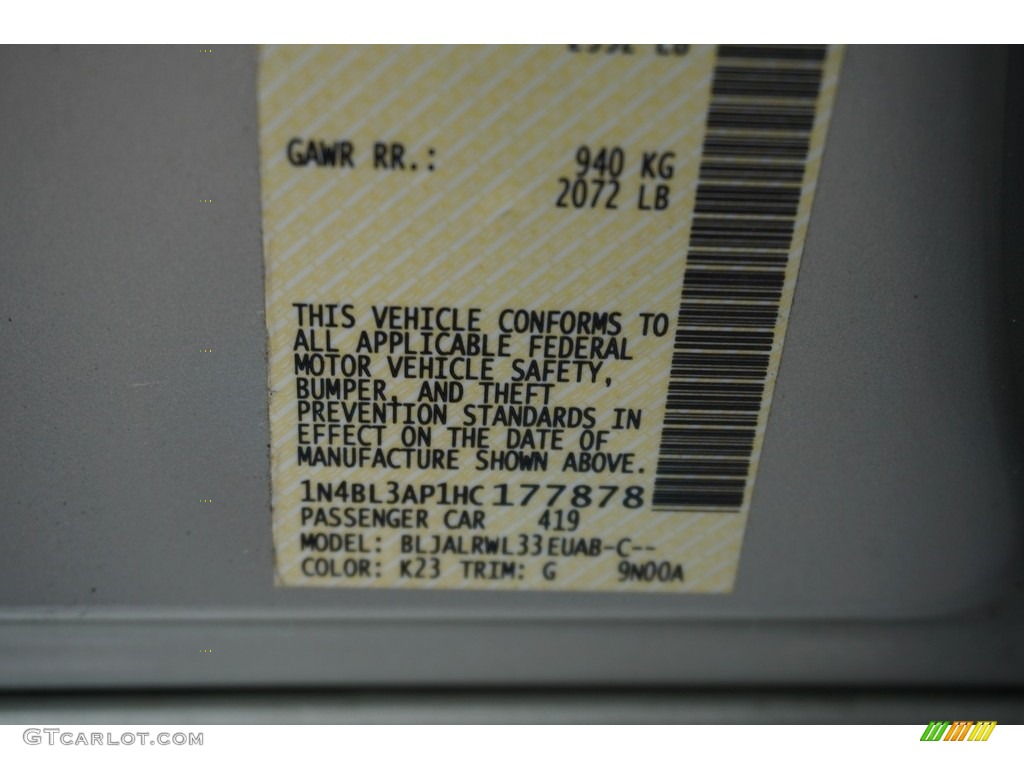 GAWR RR.: 940 KG
2072 LB
THIS VEHICLE CONFORMS TO
ALL APPLICABLE FEDERAL
MOTOR VEHICLE SAFETY,
BUMPER, AND THEFT
PREVENTION STANDARDS IN
EFFECT ON THE DATE OF
MANUFACTURE SHOWN ABOVE.
1N4BL3AP1HC177878
PASSENGER CAR 419
MODEL: BLJALRWL33EUAB-C--
COLOR: K23 TRIM: G 9N00A
GTCARLOT.COM